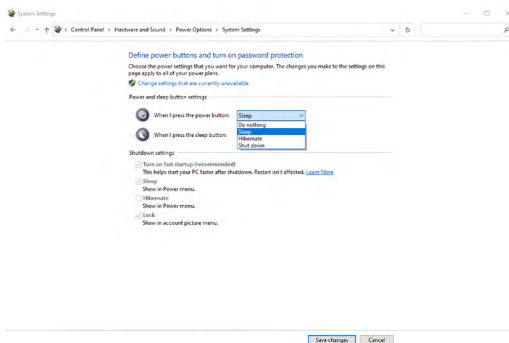 System Settings
Control Panel › Hardware and Sound › Power Options › System Settings
Define power buttons and turn on password protection
Choose the power settings that you want for your computer. The changes you make to the settings on this
page apply to all of your power plans.
Change settings that are currently unavailable
Power and sleep button settings
When I press the power button: Sleep
Do nothing
Sleep
Hibernate
Shut down
When I press the sleep button:
Shutdown settings
Turn on fast startup (recommended)
This helps start your PC faster after shutdown. Restart isn't affected. Learn More
Sleep
Show in Power menu.
Hibernate
Show in Power menu.
Lock
Show in account picture menu.
Save changes Cancel